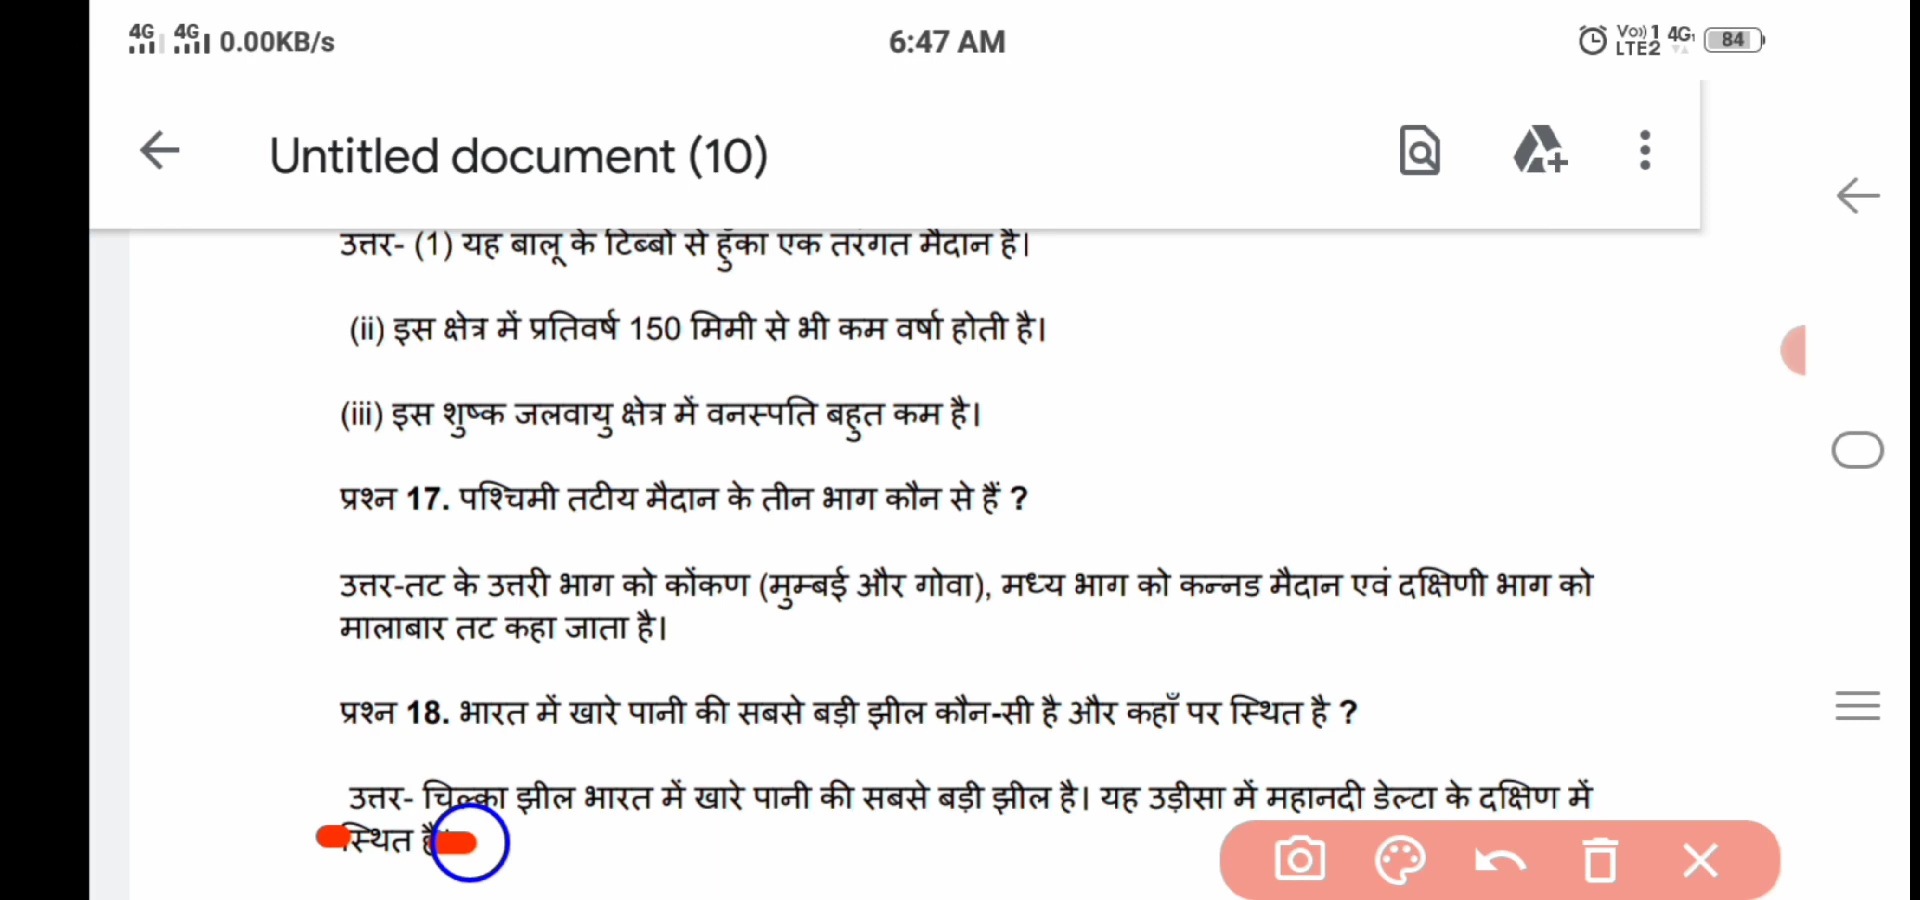 4G 4G 0.00KB/s 6:47 AM Vo)) 1 4G LTE2 84
Untitled document (10)
उत्तर- (1) यह बालू के टिब्बों से ढुँका एक तरंगत मैदान है।
(ii) इस क्षेत्र में प्रतिवर्ष 150 मिमी से भी कम वर्षा होती है।
(iii) इस शुष्क जलवायु क्षेत्र में वनस्पति बहुत कम है।
प्रश्न 17. पश्चिमी तटीय मैदान के तीन भाग कौन से हैं ?
उत्तर-तट के उत्तरी भाग को कोंकण (मुम्बई और गोवा), मध्य भाग को कन्नड मैदान एवं दक्षिणी भाग को
मालाबार तट कहा जाता है।
प्रश्न 18. भारत में खारे पानी की सबसे बड़ी झील कौन-सी है और कहाँ पर स्थित है ?
उत्तर- चिल्का झील भारत में खारे पानी की सबसे बड़ी झील है। यह उड़ीसा में महानदी डेल्टा के दक्षिण में
स्थित है।